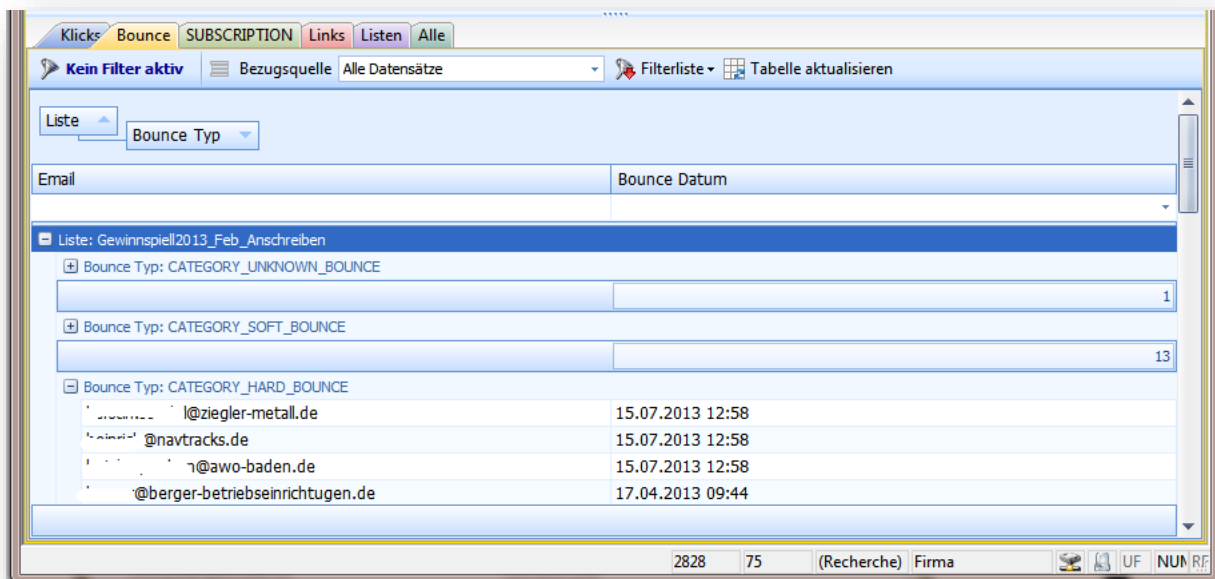 Klicks Bounce SUBSCRIPTION Links Listen Alle
Kein Filter aktiv Bezugsquelle Alle Datensätze Filterliste Tabelle aktualisieren
Liste
Bounce Typ
Email Bounce Datum
Liste: Gewinnspiell2013_Feb_Anschreiben
Bounce Typ: CATEGORY_UNKNOWN_BOUNCE
1
Bounce Typ: CATEGORY_SOFT_BOUNCE
13
Bounce Typ: CATEGORY_HARD_BOUNCE
l@ziegler-metall.de 15.07.2013 12:58
@navtracks.de 15.07.2013 12:58
@awo-baden.de 15.07.2013 12:58
@berger-betriebseinrichtugen.de 17.04.2013 09:44
2828 75 (Recherche) Firma UF NUM RF